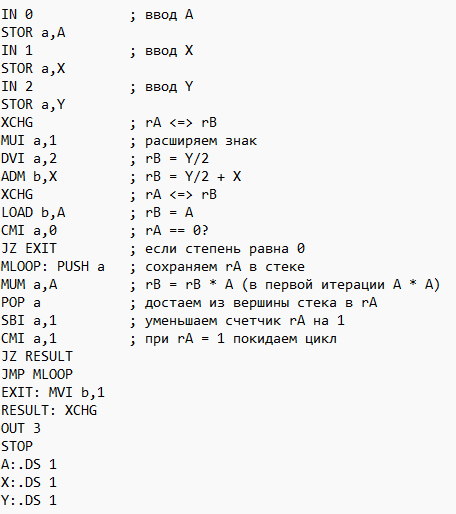 IN 0 ; ввод A
STOR a,A
IN 1 ; ввод X
STOR a,X
IN 2 ; ввод Y
STOR a,Y
XCHG ; rA <=> rB
MUI a,1 ; расширяем знак
DVI a,2 ; rB = Y/2
ADM b,X ; rB = Y/2 + X
XCHG ; rA <=> rB
LOAD b,A ; rB = A
CMI a,0 ; rA == 0?
JZ EXIT ; если степень равна 0
MLOOP: PUSH a ; сохраняем rA в стеке
MUM a,A ; rB = rB * A (в первой итерации A * A)
POP a ; достаем из вершины стека в rA
SBI a,1 ; уменьшаем счетчик rA на 1
CMI a,1 ; при rA = 1 покидаем цикл
JZ RESULT
JMP MLOOP
EXIT: MVI b,1
RESULT: XCHG
OUT 3
STOP
A:.DS 1
X:.DS 1
Y:.DS 1